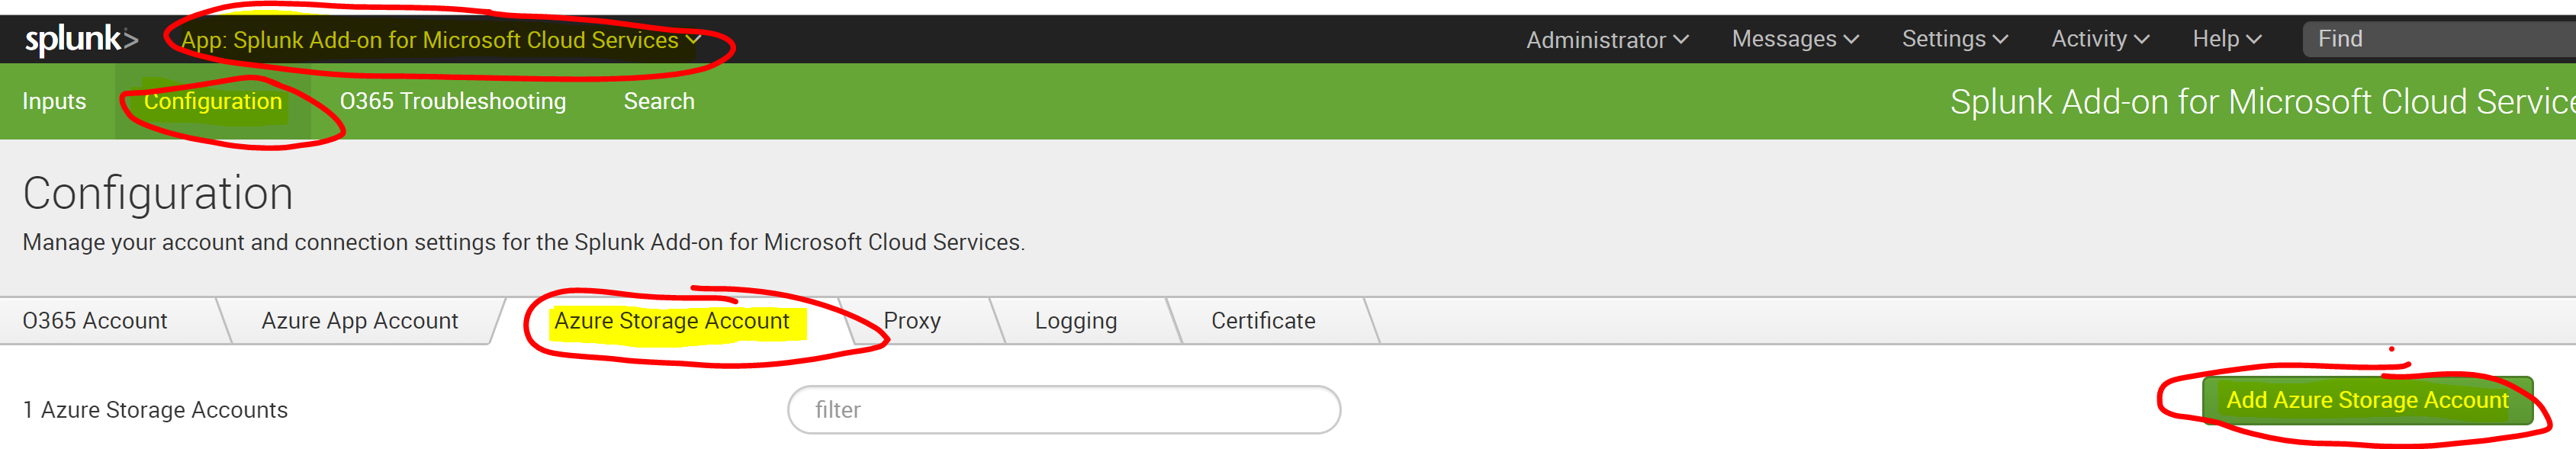 splunk> App: Splunk Add-on for Microsoft Cloud Services Administrator Messages Settings Activity Help Find
Inputs Configuration O365 Troubleshooting Search Splunk Add-on for Microsoft Cloud Service
Configuration
Manage your account and connection settings for the Splunk Add-on for Microsoft Cloud Services.
O365 Account Azure App Account Azure Storage Account Proxy Logging Certificate
1 Azure Storage Accounts filter Add Azure Storage Account